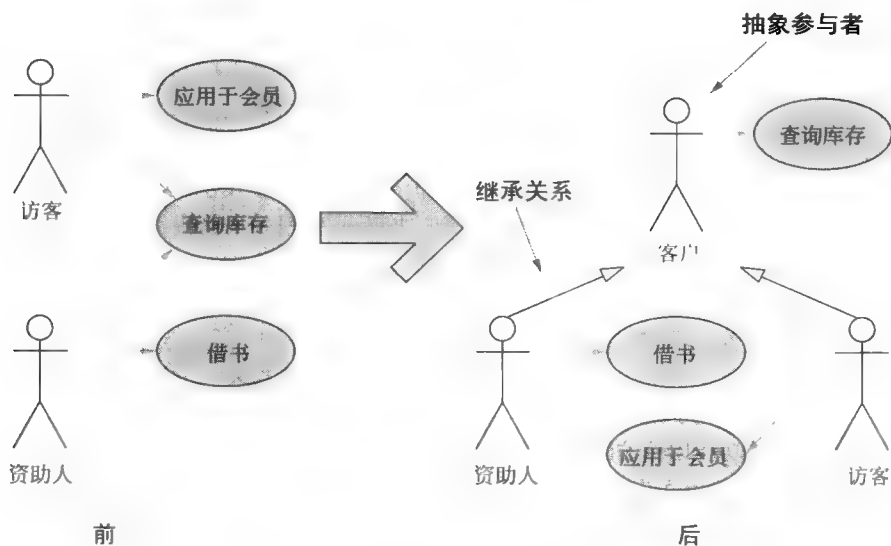 抽象参与者
应用于会员
查询库存
访客
查询库存
继承关系
客户
借书
借书
应用于会员
资助人
资助人
访客
前
后